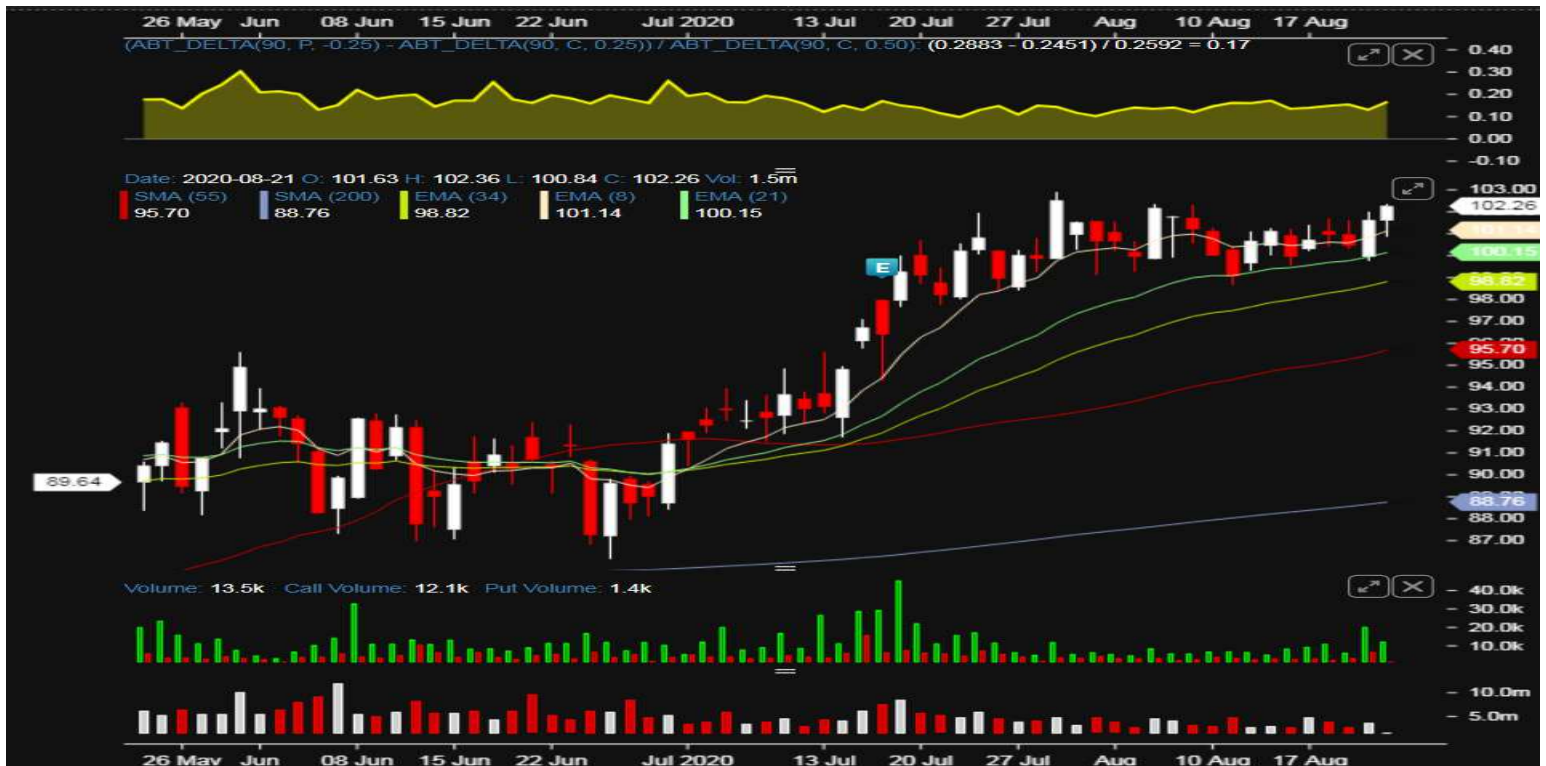 26 May Jun 08 Jun 15 Jun 22 Jun Jul 2020 13 Jul 20 Jul 27 Jul Aug 10 Aug 17 Aug
(ABT_DELTA(90, P, -0.25) - ABT_DELTA(90, C, 0.25)) / ABT_DELTA(90, C, 0.50): (0.2883 - 0.2451) / 0.2592 = 0.17
0.40
0.30
0.20
0.10
0.00
-0.10
Date: 2020-08-21 O: 101.63 H: 102.36 L: 100.84 C: 102.26 Vol: 1.5m
SMA (55) SMA (200) EMA (34) EMA (8) EMA (21)
95.70 88.76 98.82 101.14 100.15
103.00
102.26
101.14
100.15
98.82
98.00
97.00
95.70
95.00
94.00
93.00
92.00
91.00
90.00
88.76
88.00
87.00
E
89.64
Volume: 13.5k Call Volume: 12.1k Put Volume: 1.4k
40.0k
30.0k
20.0k
10.0k
10.0m
5.0m
26 May Jun 08 Jun 15 Jun 22 Jun Jul 2020 13 Jul 20 Jul 27 Jul Aug 10 Aug 17 Aug